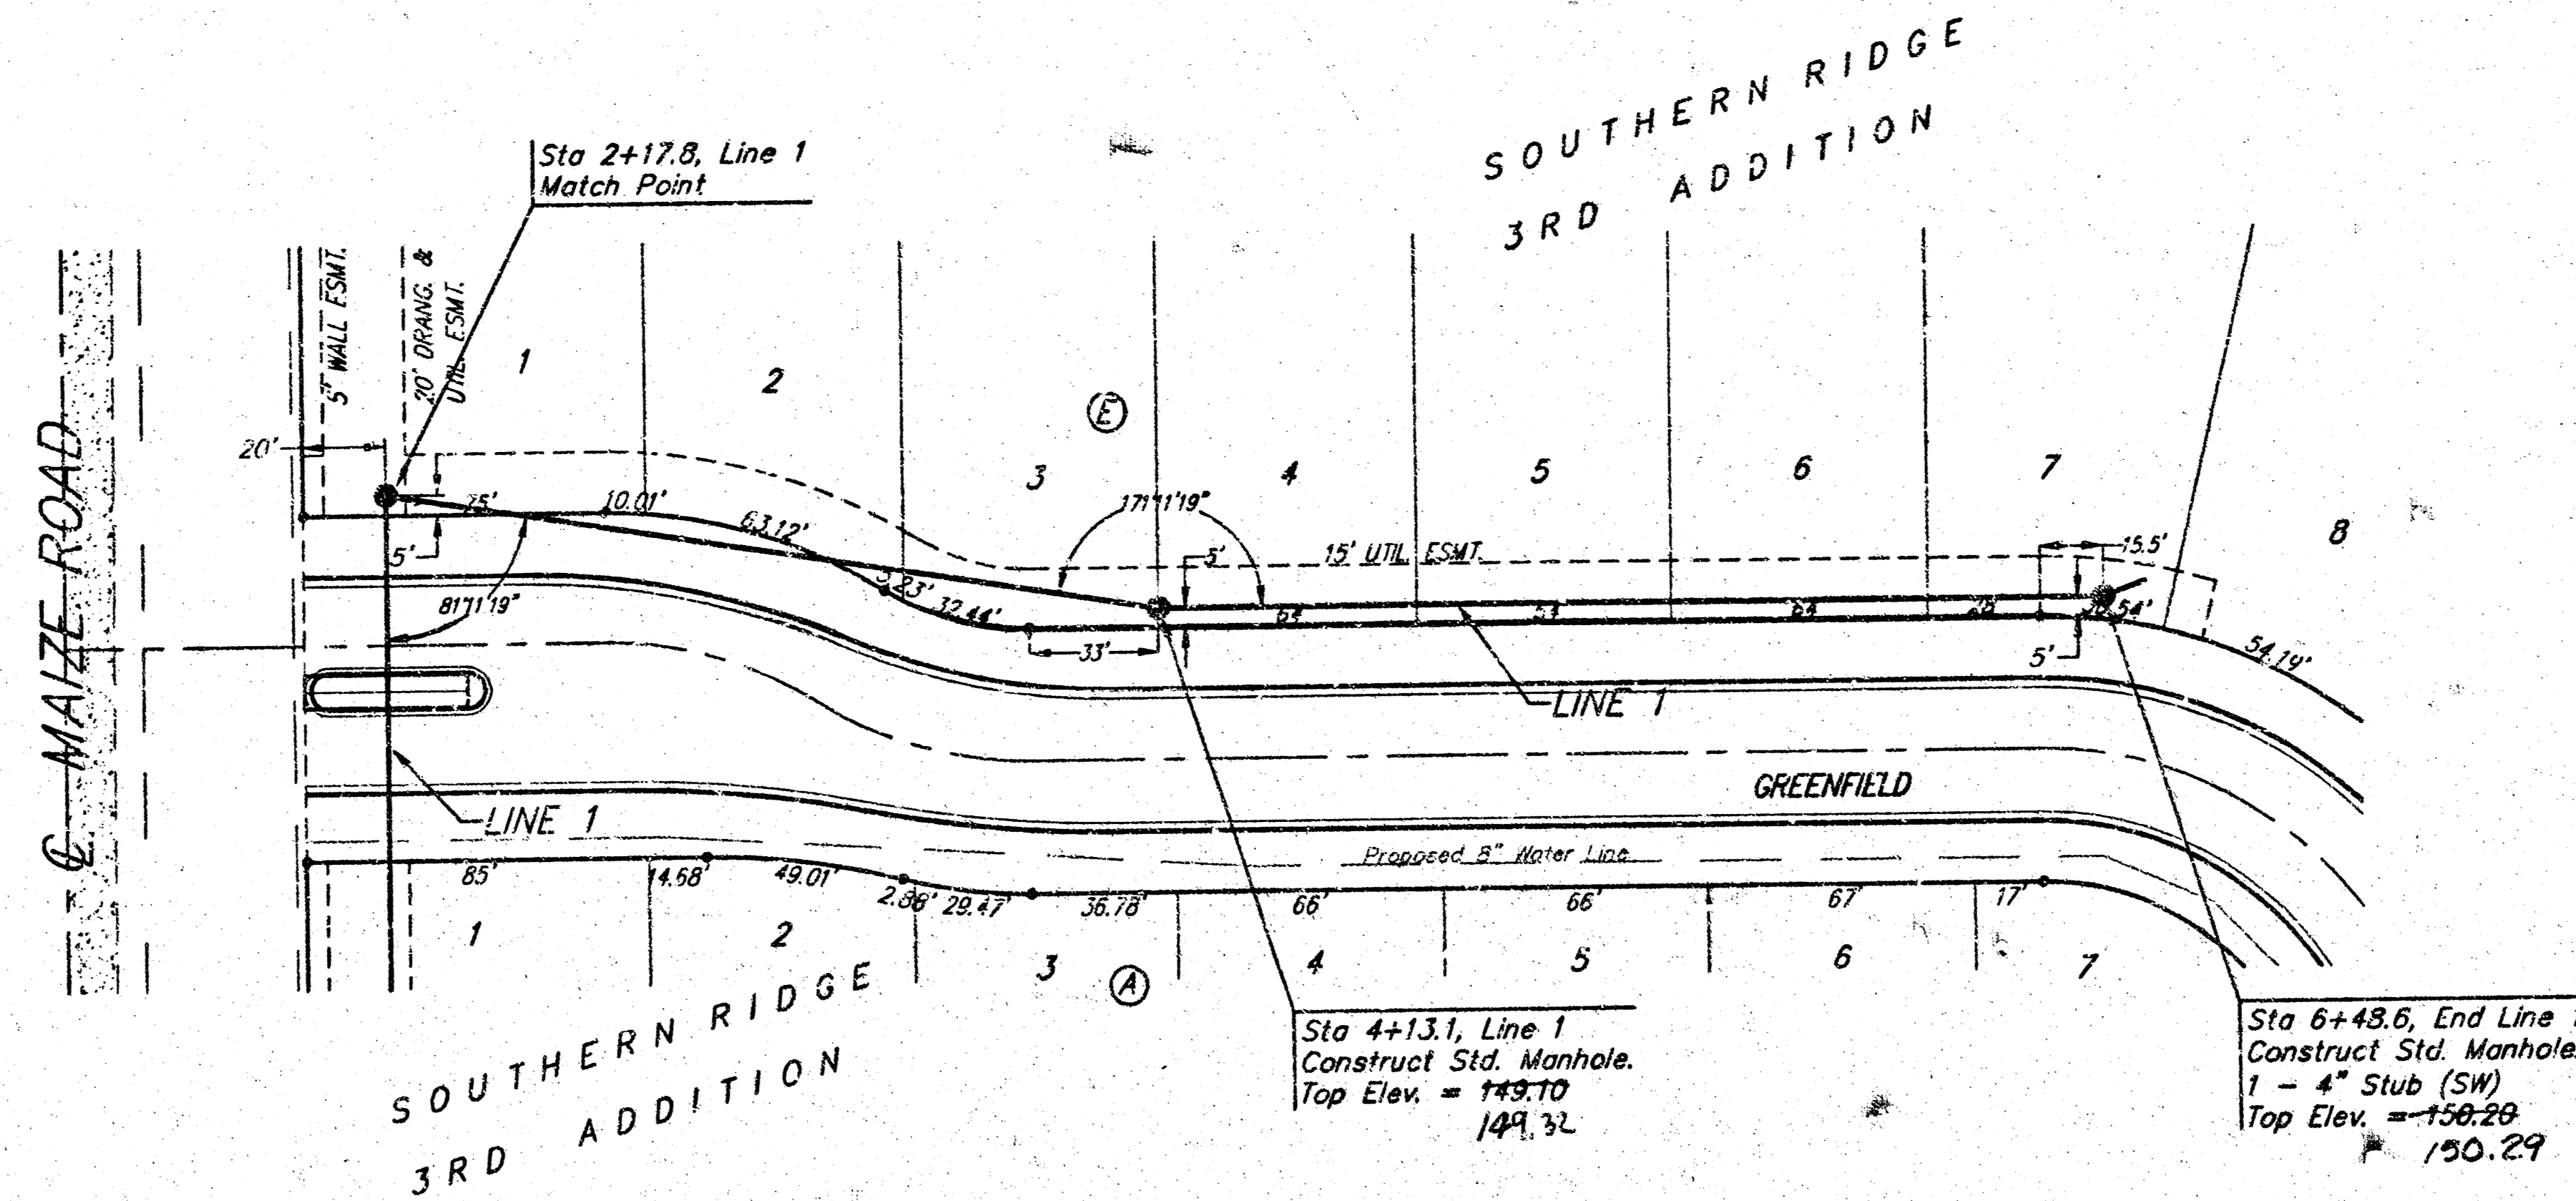 SOUTHERN RIDGE
3RD ADDITION
Sta 2+17.8, Line 1
Match Point
℄ MAIZE ROAD
5' WALL ESMT.
20' DRANG. &
UTIL. ESMT.
1
2
3
4
5
6
7
8
E
20'
75'
10.01'
63.12'
5'
81°11'19"
171°11'19"
5'
15' UTIL. ESMT.
15.5'
32.44'
33'
64
64
5'
54.19'
LINE 1
LINE 1
GREENFIELD
Proposed 8" Water Line
85'
14.68'
49.01'
2.88'
29.47'
36.78'
66'
66'
67'
17'
1
2
3
4
5
6
7
A
SOUTHERN RIDGE
3RD ADDITION
Sta 4+13.1, Line 1
Construct Std. Manhole.
Top Elev. = 149.10
149.32
Sta 6+48.6, End Line
Construct Std. Manhole
1 - 4" Stub (SW)
Top Elev. = 150.20
150.29